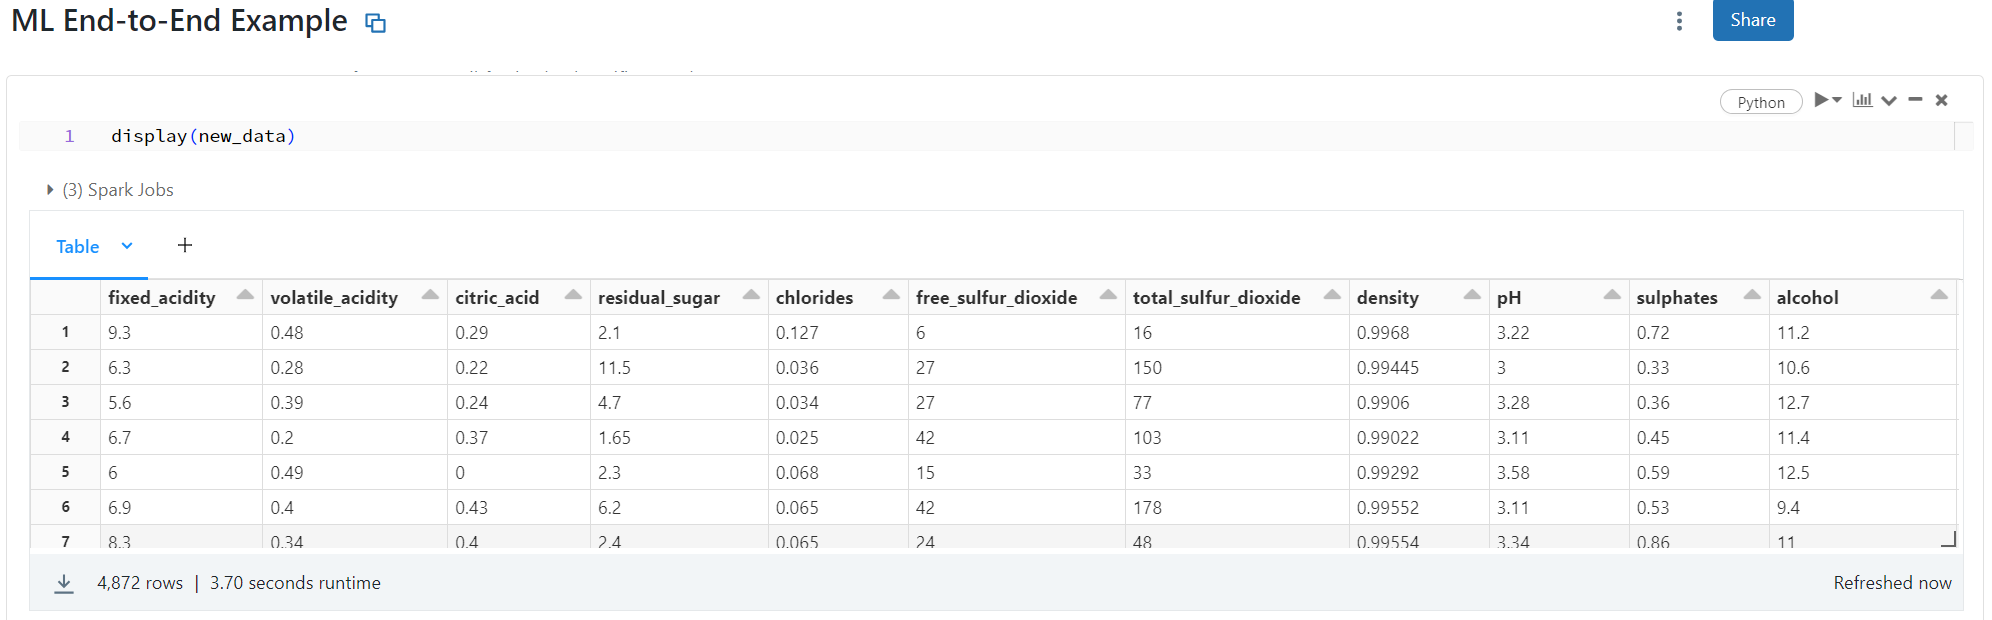 ML End-to-End Example
Share
Python
1 display(new_data)
(3) Spark Jobs
Table +
fixed_acidity volatile_acidity citric_acid residual_sugar chlorides free_sulfur_dioxide total_sulfur_dioxide density pH sulphates alcohol
1 9.3 0.48 0.29 2.1 0.127 6 16 0.9968 3.22 0.72 11.2
2 6.3 0.28 0.22 11.5 0.036 27 150 0.99445 3 0.33 10.6
3 5.6 0.39 0.24 4.7 0.034 27 77 0.9906 3.28 0.36 12.7
4 6.7 0.2 0.37 1.65 0.025 42 103 0.99022 3.11 0.45 11.4
5 6 0.49 0 2.3 0.068 15 33 0.99292 3.58 0.59 12.5
6 6.9 0.4 0.43 6.2 0.065 42 178 0.99552 3.11 0.53 9.4
7 8.3 0.34 0.4 2.4 0.065 24 48 0.99554 3.34 0.86 11
4,872 rows | 3.70 seconds runtime
Refreshed now